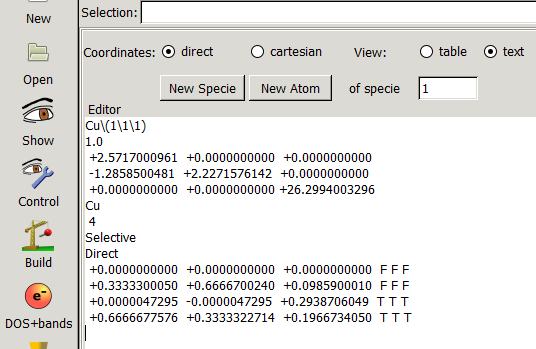 New
Open
Show
Control
Build
e-
DOS+bands
Selection:
Coordinates: direct cartesian View: table text
New Specie New Atom of specie 1
Editor
Cu\(1\1\1)
1.0
+2.5717000961 +0.0000000000 +0.0000000000
-1.2858500481 +2.2271576142 +0.0000000000
+0.0000000000 +0.0000000000 +26.2994003296
Cu
4
Selective
Direct
+0.0000000000 +0.0000000000 +0.0000000000 F F F
+0.3333300050 +0.6666700240 +0.0985900010 F F F
+0.0000047295 -0.0000047295 +0.2938706049 T T T
+0.6666677576 +0.3333322714 +0.1966734050 T T T